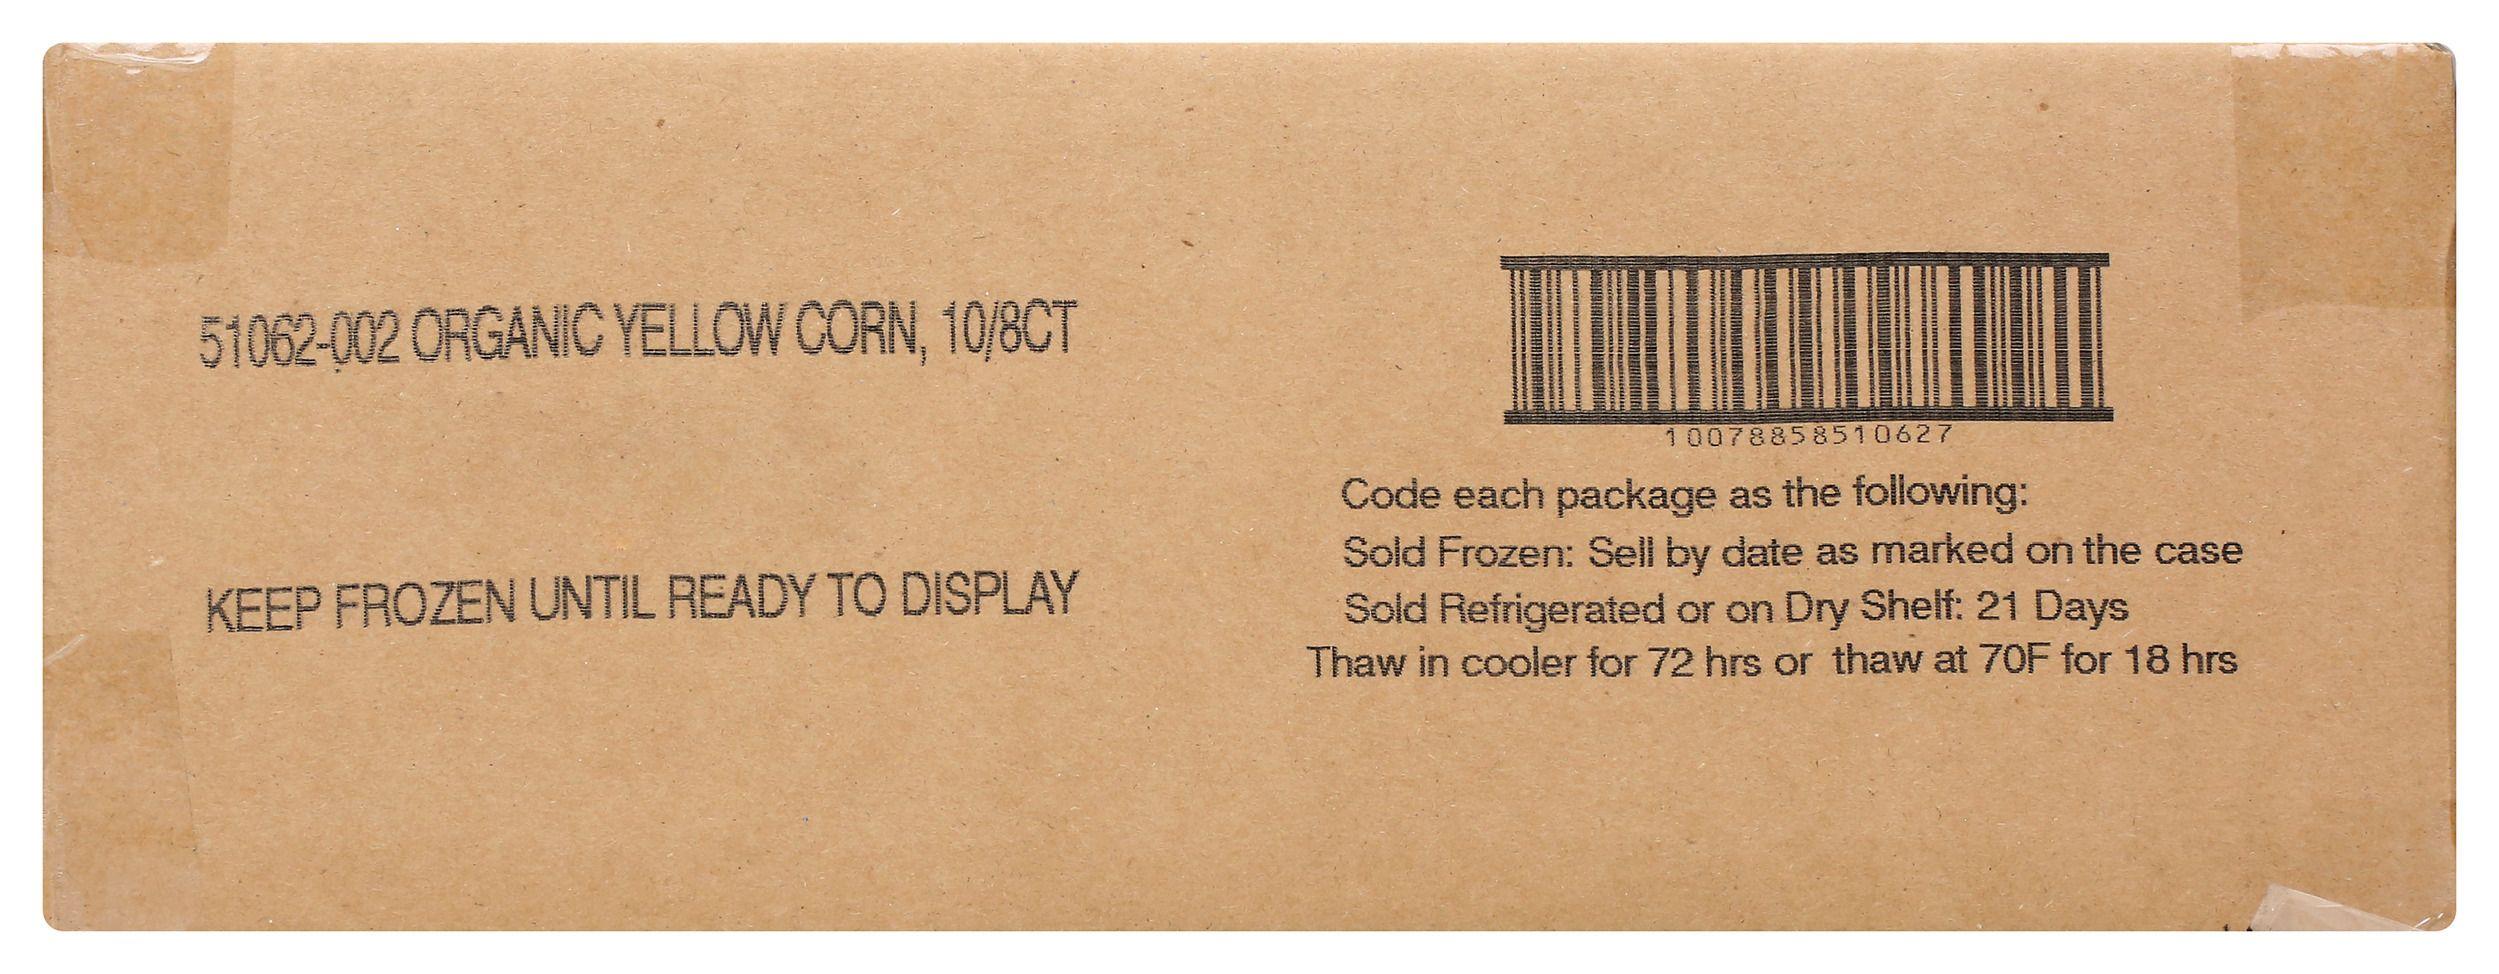 51062-002 ORGANIC YELLOW CORN, 10/8CT
KEEP FROZEN UNTIL READY TO DISPLAY
10078858510627
Code each package as the following:
Sold Frozen: Sell by date as marked on the case
Sold Refrigerated or on Dry Shelf: 21 Days
Thaw in cooler for 72 hrs or thaw at 70F for 18 hrs